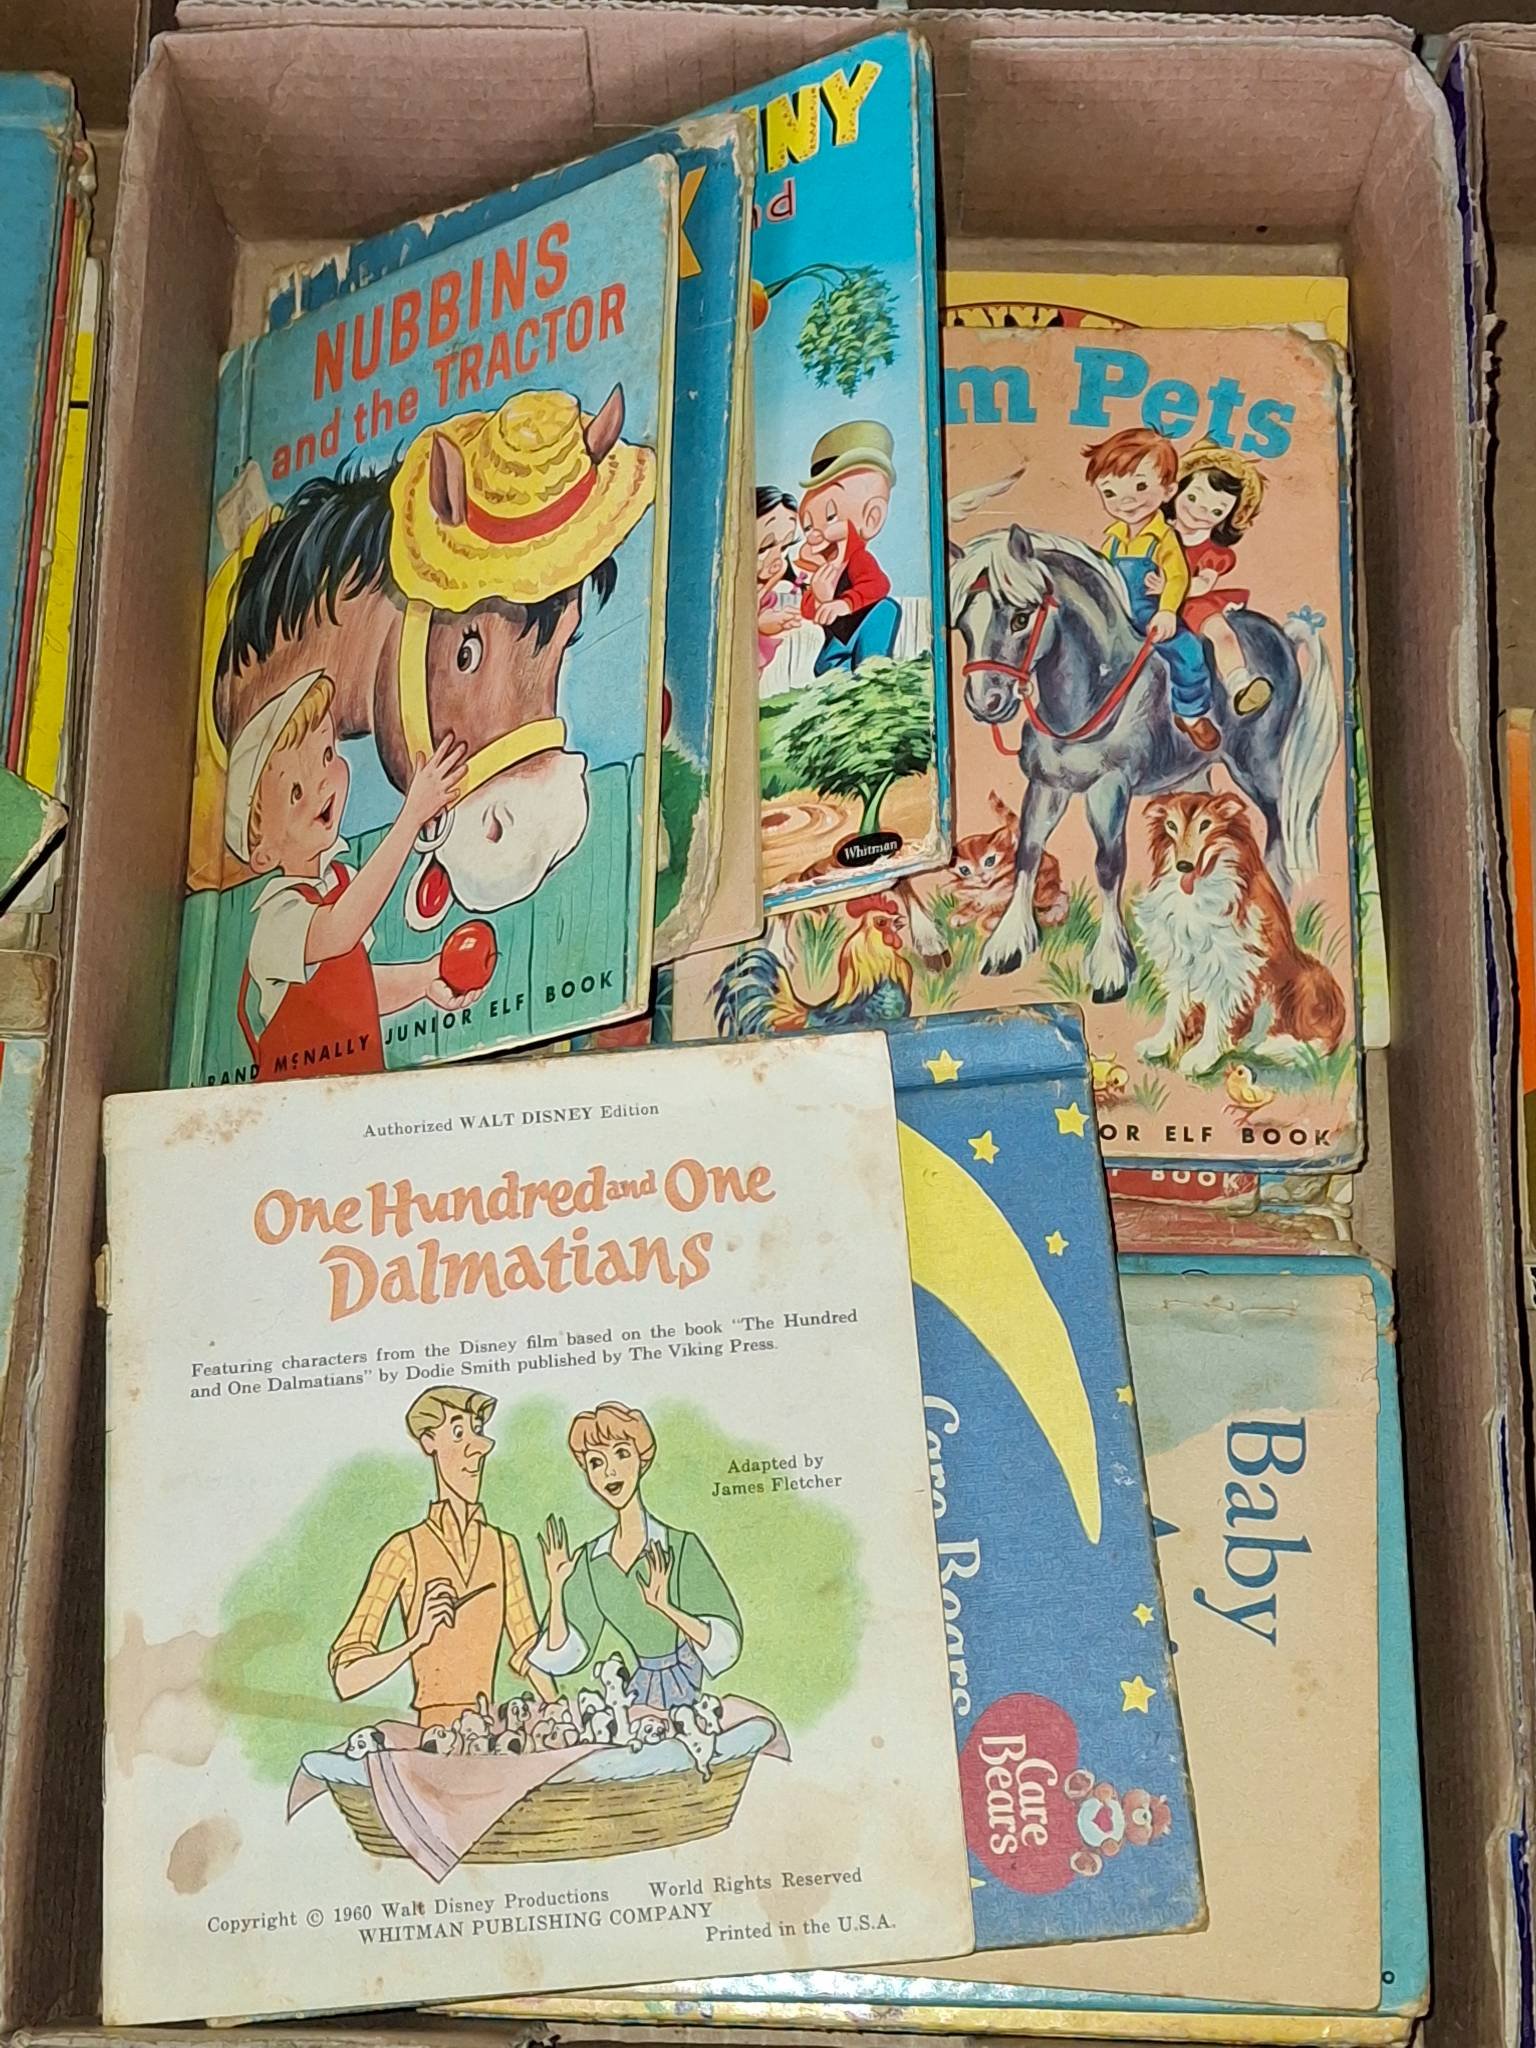 NUBBINS
and the TRACTOR
RAND McNALLY JUNIOR ELF BOOK
NY
Whitman
Pets
ELF BOOK
BOOK
Authorized WALT DISNEY Edition
One Hundred and One
Dalmatians
Featuring characters from the Disney film based on the book "The Hundred
and One Dalmatians" by Dodie Smith published by The Viking Press.
Adapted by
James Fletcher
Copyright © 1960 Walt Disney Productions World Rights Reserved
WHITMAN PUBLISHING COMPANY
Printed in the U.S.A.
Care Bears
Care
Bears
Baby